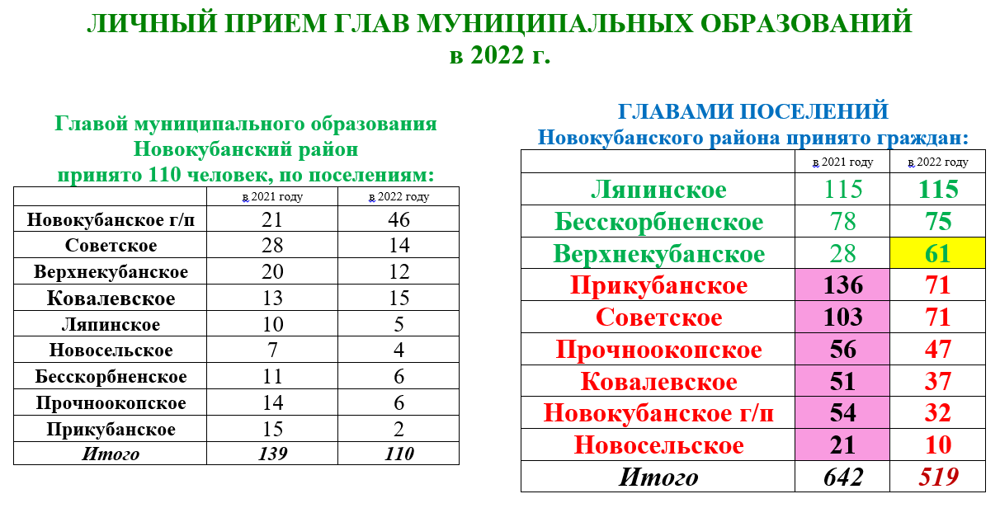 ЛИЧНЫЙ ПРИЕМ ГЛАВ МУНИЦИПАЛЬНЫХ ОБРАЗОВАНИЙ
в 2022 г.
Главой муниципального образования
Новокубанский район
принято 110 человек, по поселениям:
в 2021 году в 2022 году
Новокубанское г/п 21 46
Советское 28 14
Верхнекубанское 20 12
Ковалевское 13 15
Ляпинское 10 5
Новосельское 7 4
Бесскорбненское 11 6
Прочноокопское 14 6
Прикубанское 15 2
Итого 139 110
ГЛАВАМИ ПОСЕЛЕНИЙ
Новокубанского района принято граждан:
в 2021 году в 2022 году
Ляпинское 115 115
Бесскорбненское 78 75
Верхнекубанское 28 61
Прикубанское 136 71
Советское 103 71
Прочноокопское 56 47
Ковалевское 51 37
Новокубанское г/п 54 32
Новосельское 21 10
Итого 642 519